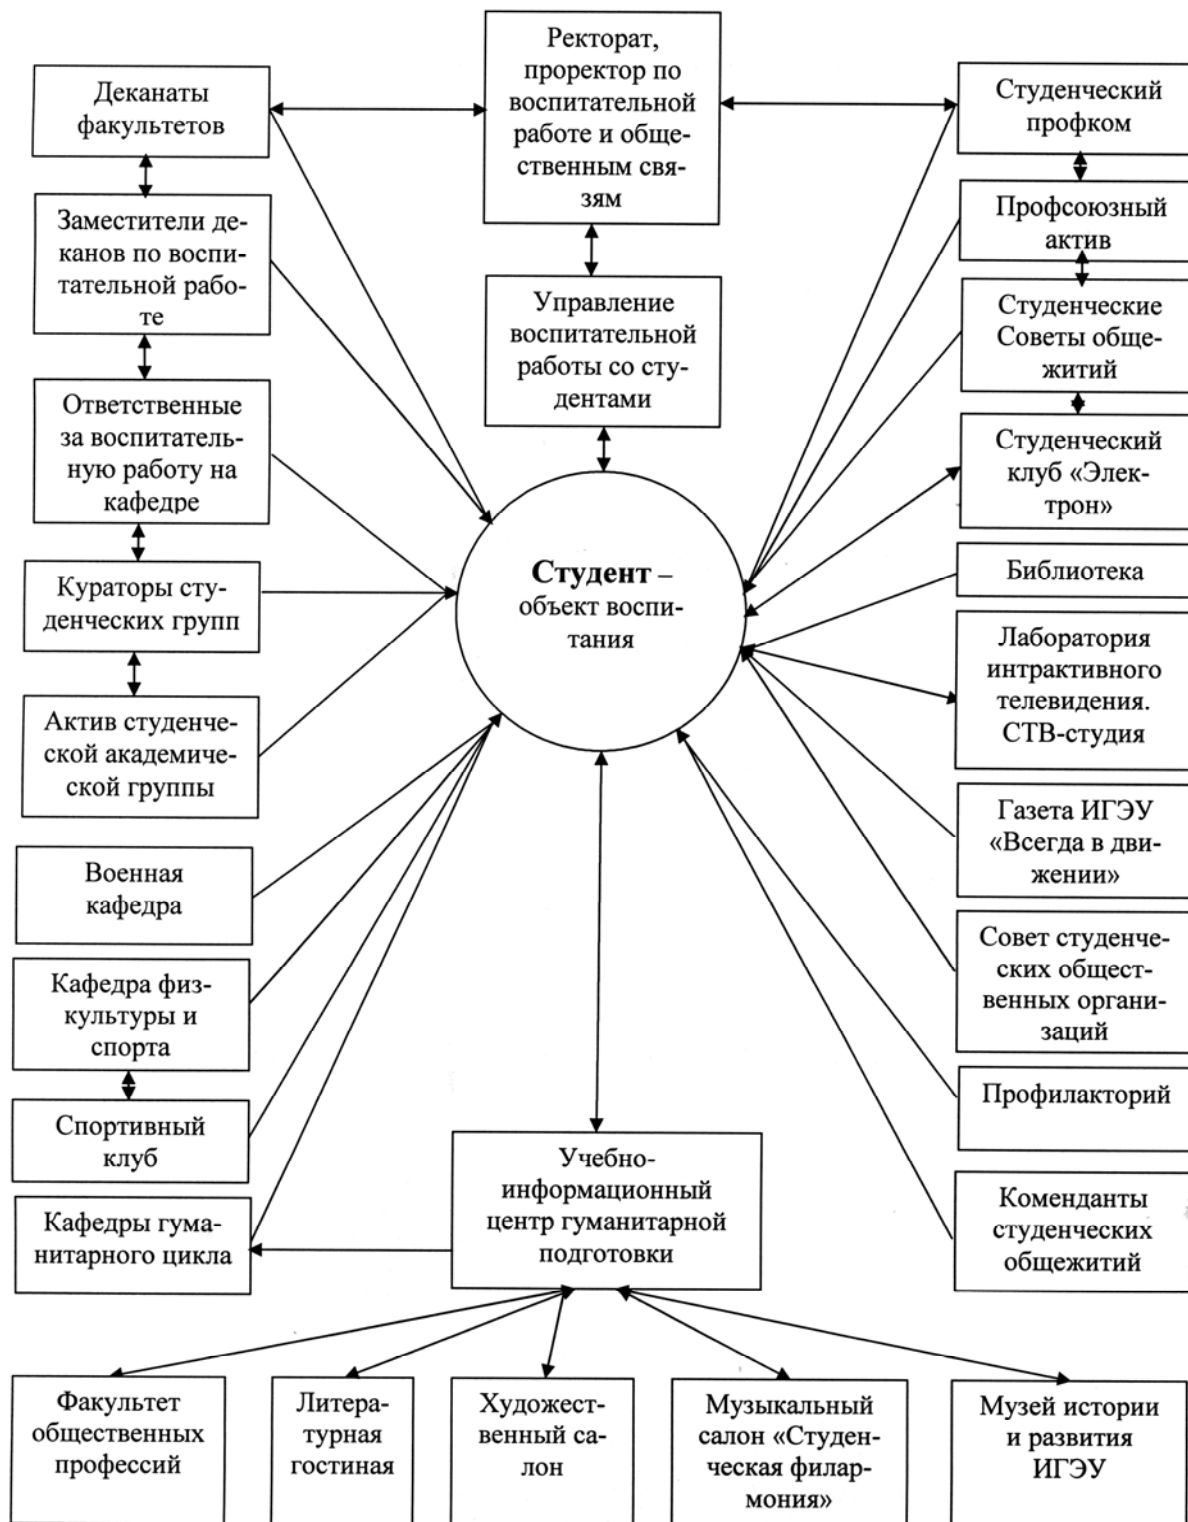 Ректорат,
проректор по
воспитательной
работе и обще-
ственным свя-
зям
Деканаты
факультетов
Студенческий
профком
Заместители де-
канов по воспи-
тательной рабо-
те
Профсоюзный
актив
Управление
воспитательной
работы со сту-
дентами
Студенческие
Советы обще-
житий
Ответственные
за воспитатель-
ную работу на
кафедре
Студенческий
клуб «Элек-
трон»
Студент –
объект воспи-
тания
Кураторы сту-
денческих групп
Библиотека
Лаборатория
интрактивного
телевидения.
СТВ-студия
Актив студенче-
ской академиче-
ской группы
Газета ИГЭУ
«Всегда в дви-
жении»
Военная
кафедра
Совет студенче-
ских общест-
венных органи-
заций
Кафедра физ-
культуры и
спорта
Профилакторий
Спортивный
клуб
Учебно-
информационный
центр гуманитарной
подготовки
Коменданты
студенческих
общежитий
Кафедры гума-
нитарного цикла
Факультет
общественных
профессий
Литера-
турная
гостиная
Художест-
венный са-
лон
Музыкальный
салон «Студен-
ческая филар-
мония»
Музей истории
и развития
ИГЭУ